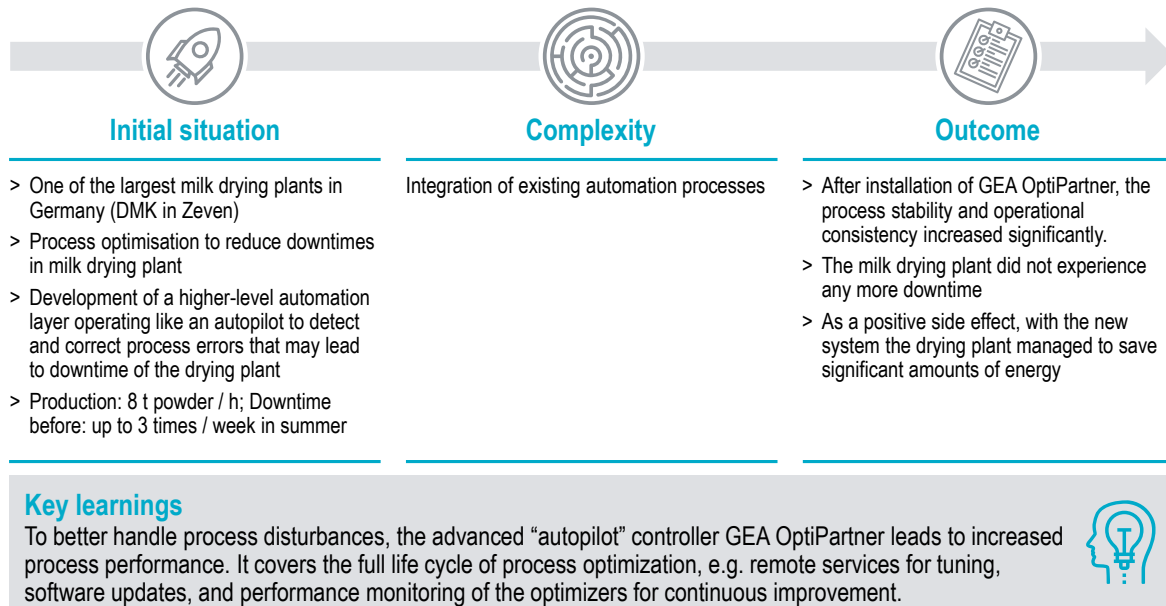 Initial situation
> One of the largest milk drying plants in
Germany (DMK in Zeven)
> Process optimisation to reduce downtimes
in milk drying plant
> Development of a higher-level automation
layer operating like an autopilot to detect
and correct process errors that may lead
to downtime of the drying plant
> Production: 8 t powder / h; Downtime
before: up to 3 times / week in summer
Complexity
Integration of existing automation processes
Outcome
> After installation of GEA OptiPartner, the
process stability and operational
consistency increased significantly.
> The milk drying plant did not experience
any more downtime
> As a positive side effect, with the new
system the drying plant managed to save
significant amounts of energy
Key learnings
To better handle process disturbances, the advanced “autopilot” controller GEA OptiPartner leads to increased
process performance. It covers the full life cycle of process optimization, e.g. remote services for tuning,
software updates, and performance monitoring of the optimizers for continuous improvement.